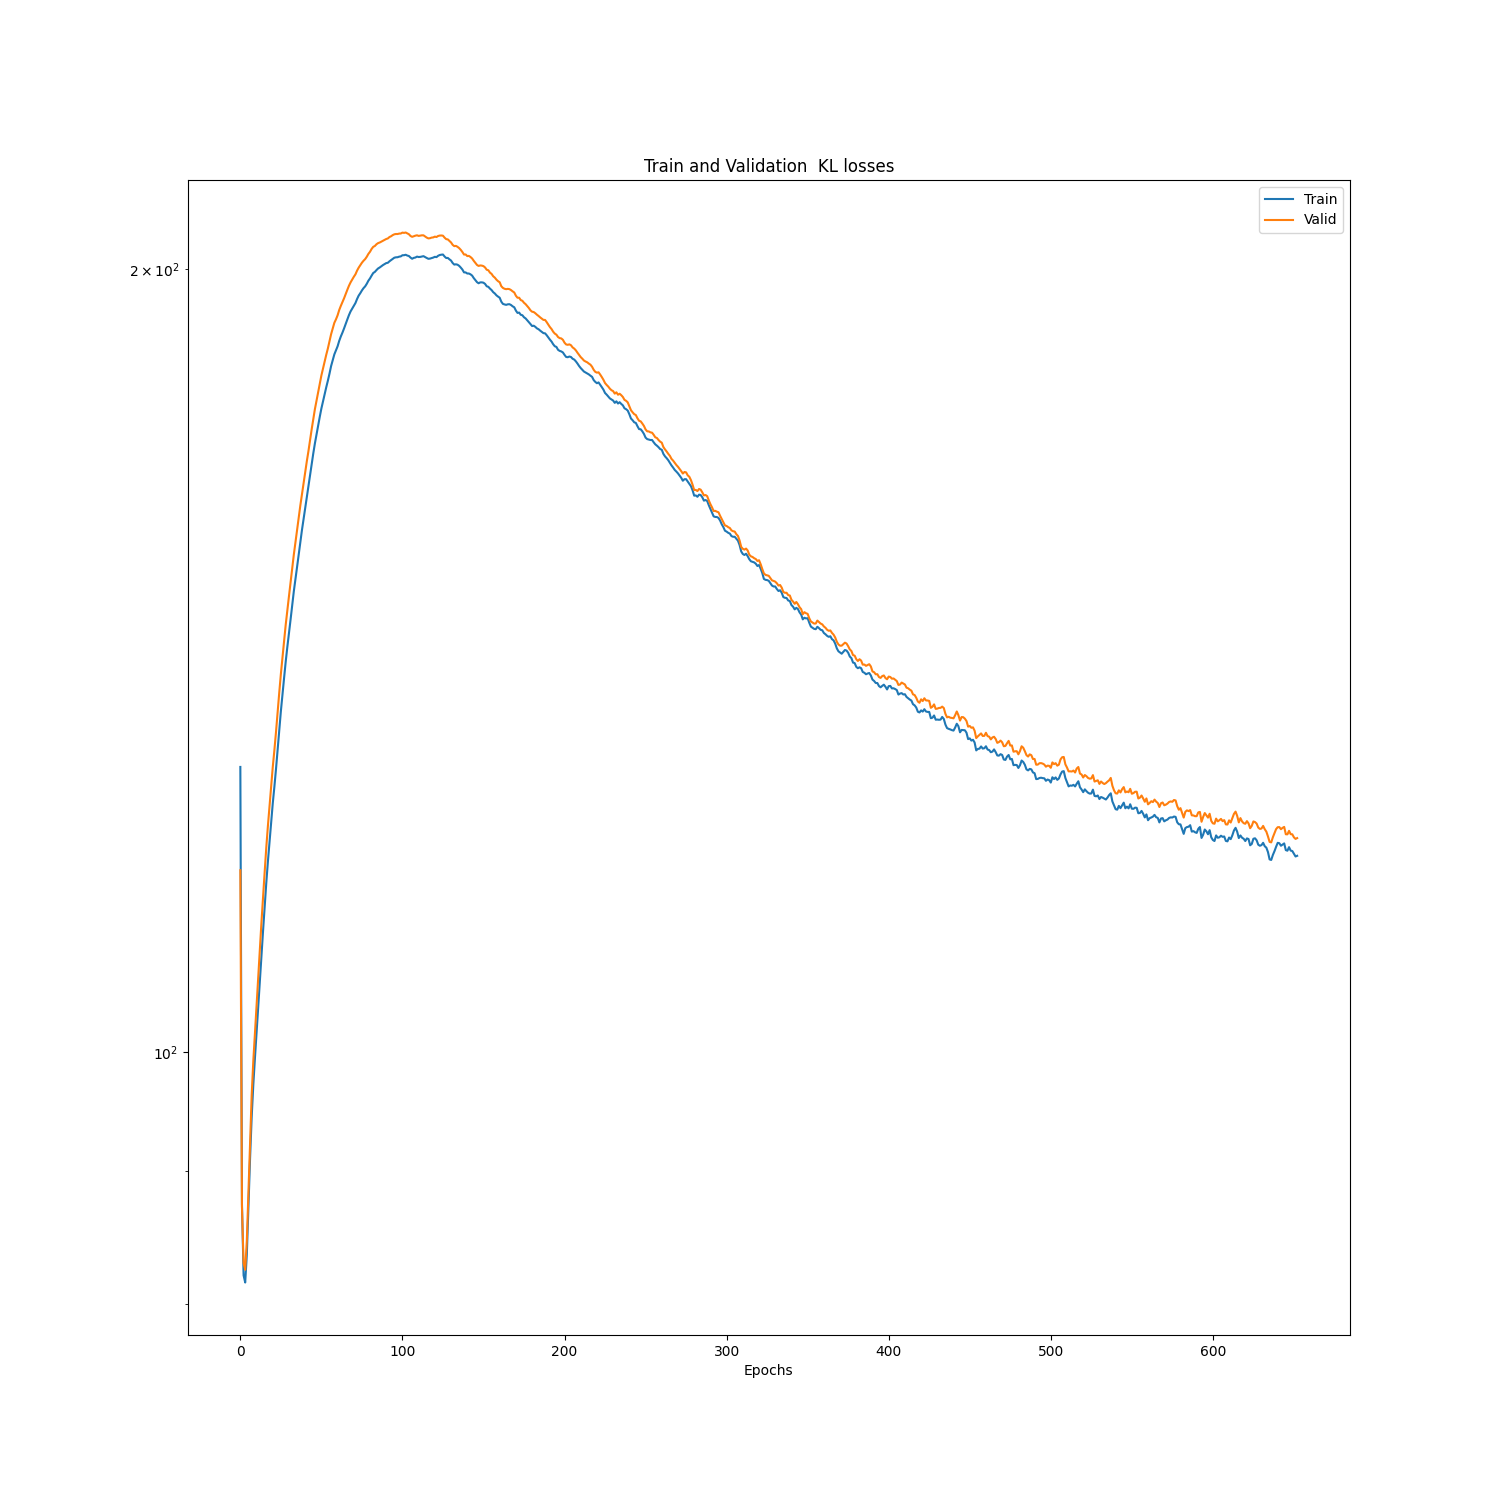 Train and Validation  KL losses
Train
Valid
2 × 10²
10²
0 100 200 300 400 500 600
Epochs